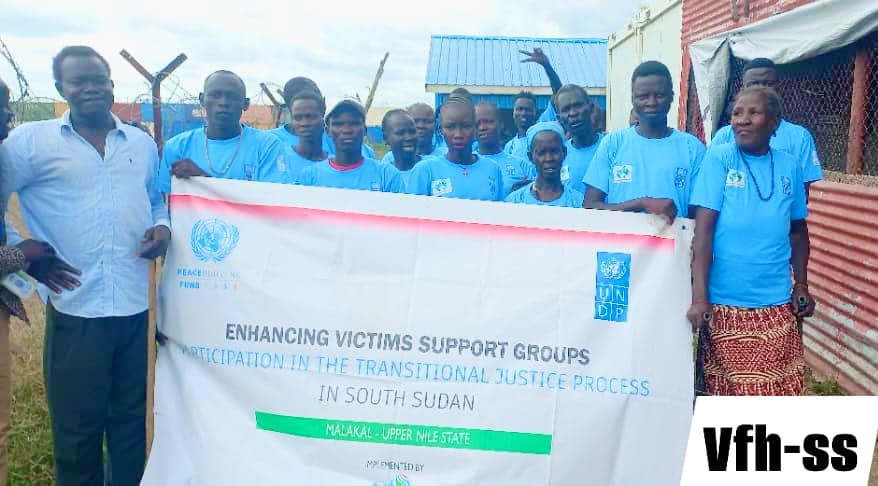 PEACEBUILDING
FUND
UN
DP
ENHANCING VICTIMS SUPPORT GROUPS
PARTICIPATION IN THE TRANSITIONAL JUSTICE PROCESS
IN SOUTH SUDAN
MALAKAL - UPPER NILE STATE
IMPLEMENTED BY
Vfh-ss